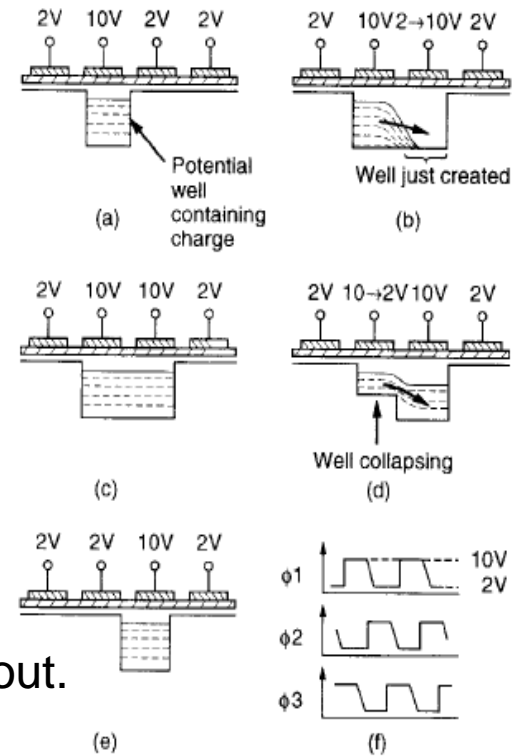 2V 10V 2V 2V
Potential
well
containing
charge
(a)
2V 10V 2→10V 2V
Well just created
(b)
2V 10V 10V 2V
(c)
2V 10→2V 10V 2V
Well collapsing
(d)
2V 2V 10V 2V
out.
(e)
ϕ1
10V
2V
ϕ2
ϕ3
(f)